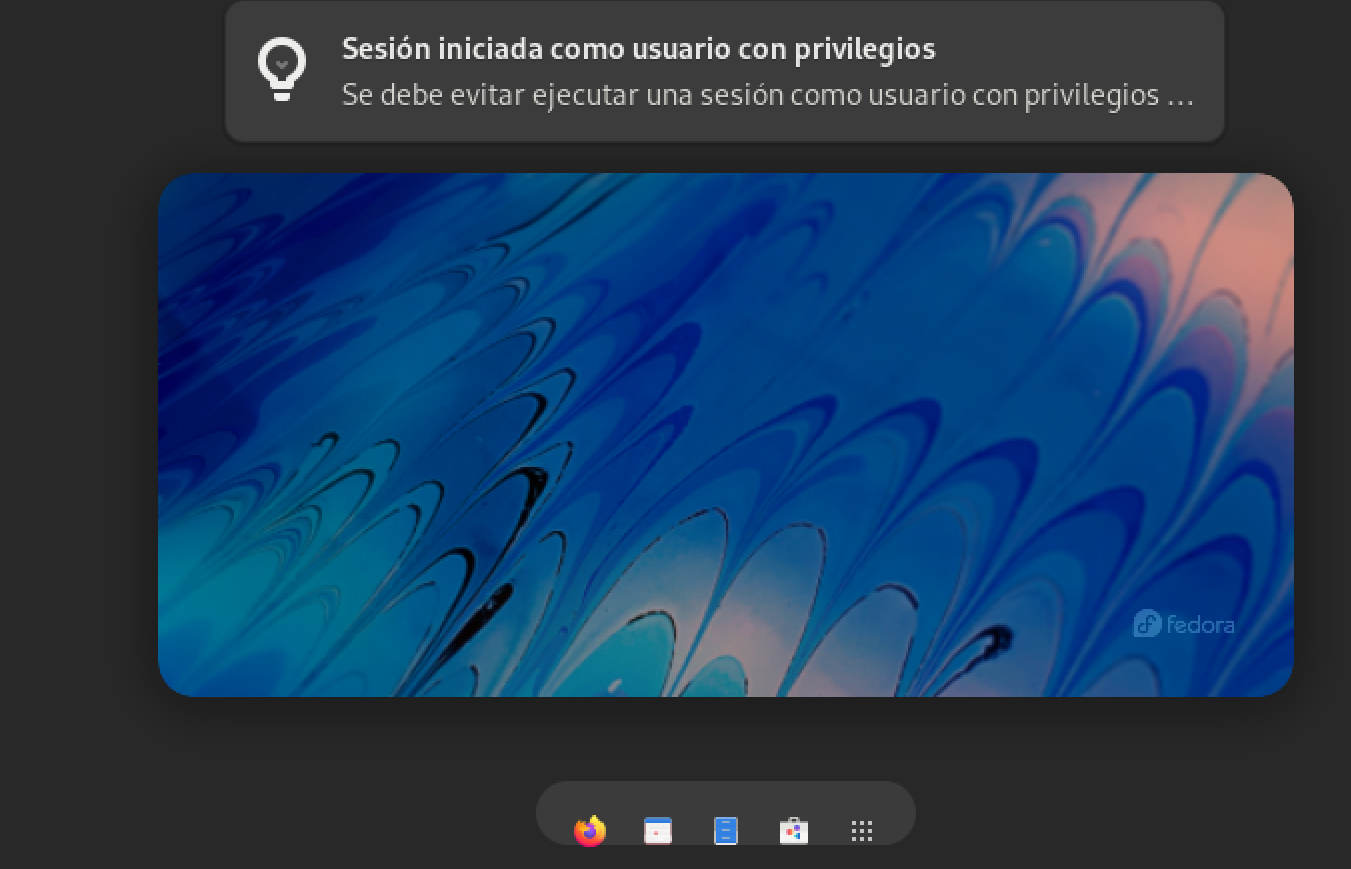 Sesión iniciada como usuario con privilegios
Se debe evitar ejecutar una sesión como usuario con privilegios ...
fedora